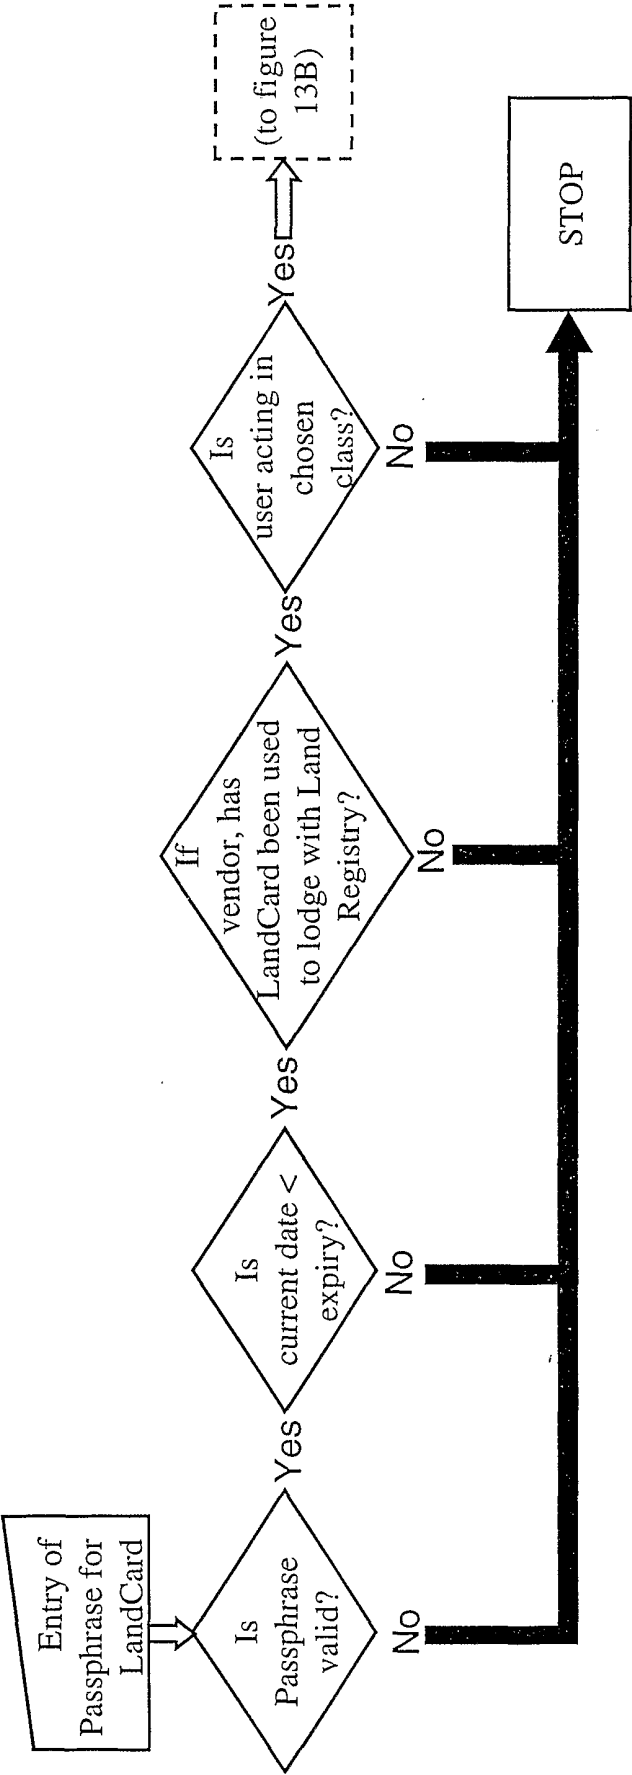 Entry of
Passphrase for
LandCard
Is
Passphrase
valid?
No
Yes
Is
current date <
expiry?
No
Yes
If
vendor, has
LandCard been used
to lodge with Land
Registry?
No
Yes
Is
user acting in
chosen
class?
No
Yes
(to figure
13B)
STOP